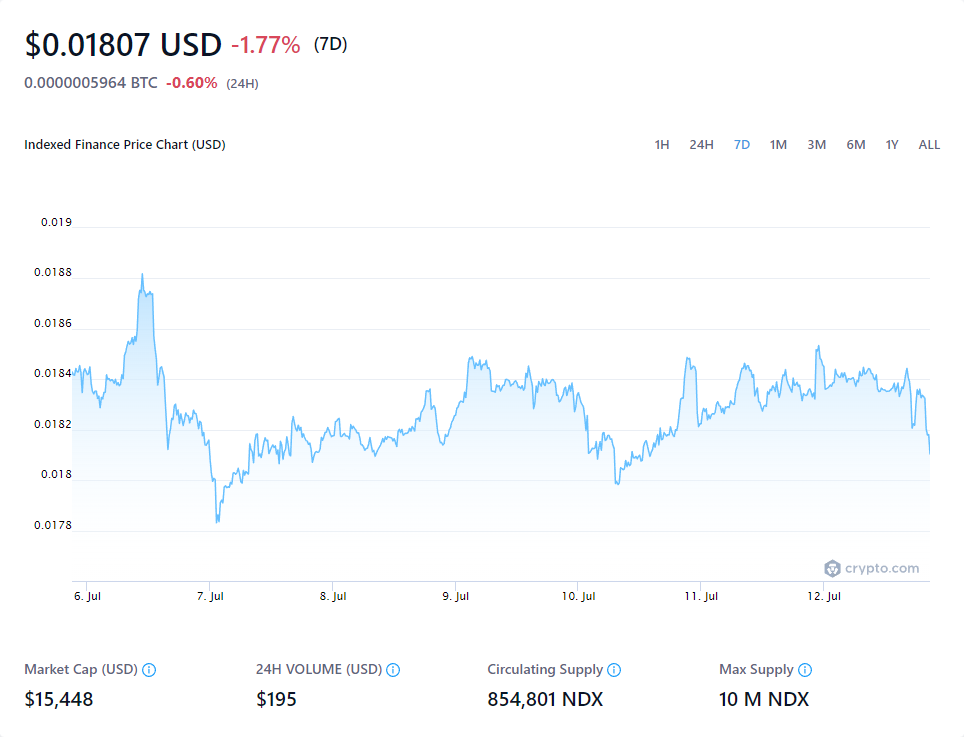 $0.01807 USD -1.77% (7D)
0.0000005964 BTC -0.60% (24H)
Indexed Finance Price Chart (USD) 1H 24H 7D 1M 3M 6M 1Y ALL
0.019
0.0188
0.0186
0.0184
0.0182
0.018
0.0178
crypto.com
6. Jul 7. Jul 8. Jul 9. Jul 10. Jul 11. Jul 12. Jul
Market Cap (USD) 24H VOLUME (USD) Circulating Supply Max Supply
$15,448 $195 854,801 NDX 10 M NDX